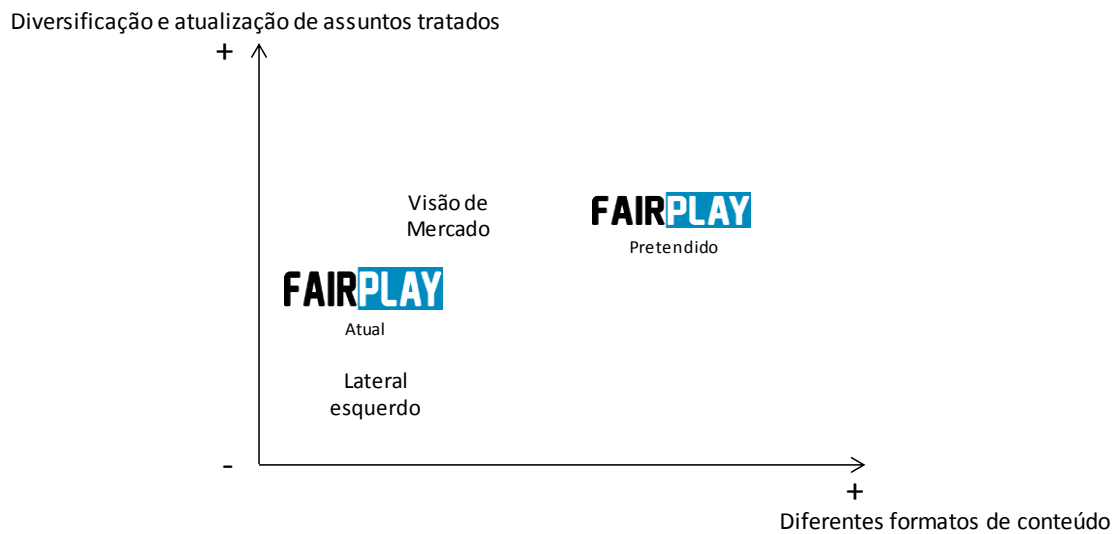 Diversificação e atualização de assuntos tratados
+
Visão de
Mercado
FAIRPLAY
Pretendido
FAIRPLAY
Atual
Lateral
esquerdo
-
+
Diferentes formatos de conteúdo